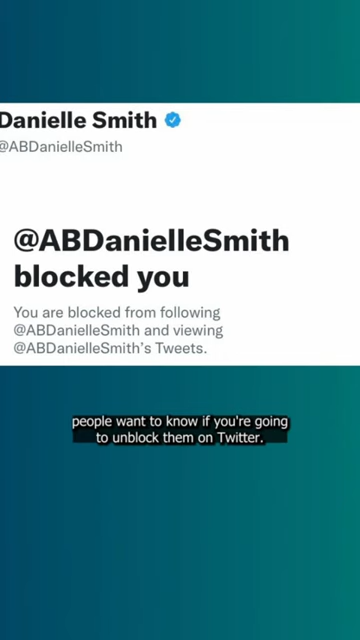 Danielle Smith
@ABDanielleSmith
@ABDanielleSmith
blocked you
You are blocked from following
@ABDanielleSmith and viewing
@ABDanielleSmith's Tweets.
people want to know if you're going
to unblock them on Twitter.